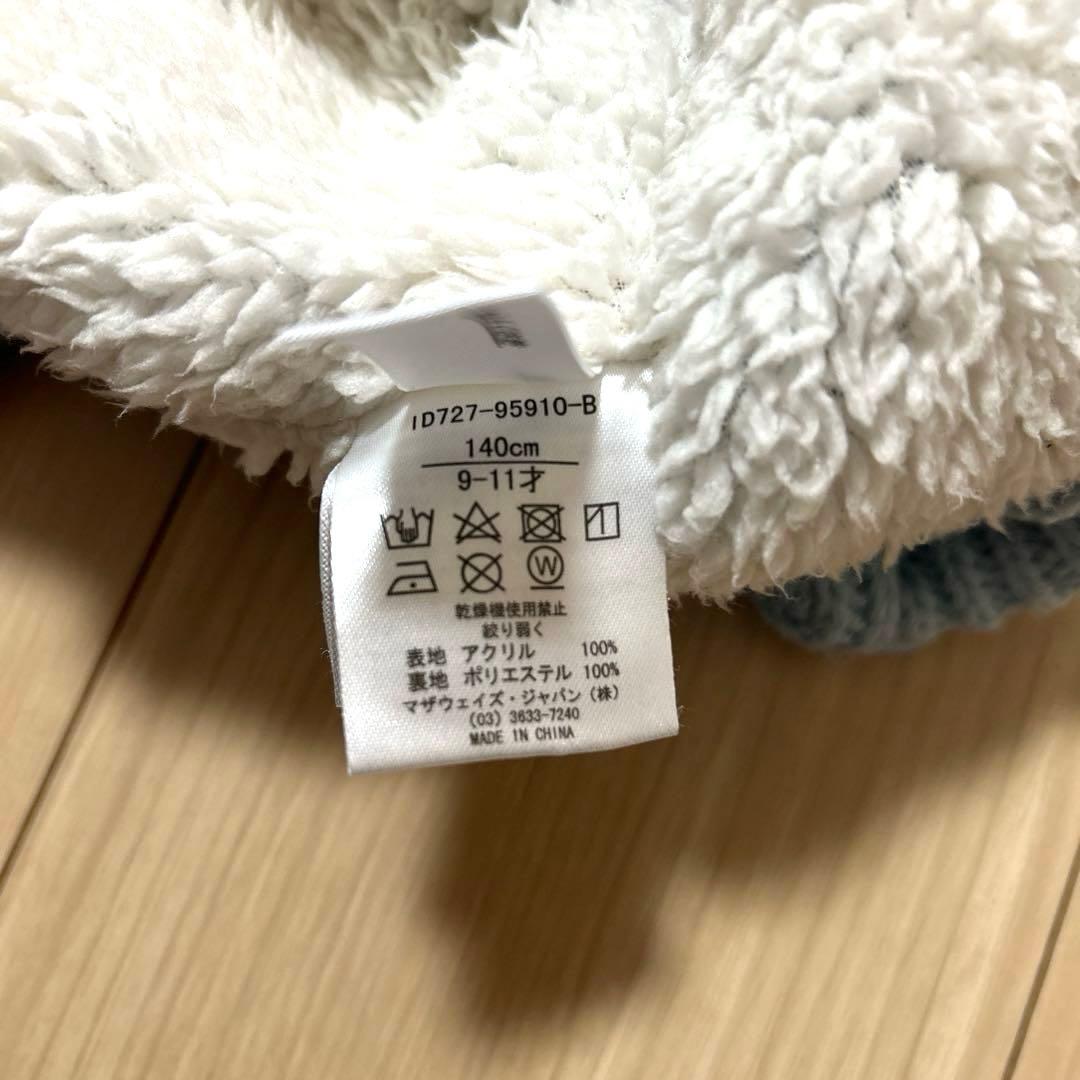 ID727-95910-B
140cm
9-11才
W
乾燥機使用禁止
絞り弱く
表地 アクリル 100%
裏地 ポリエステル 100%
マザウェイズ・ジャパン(株)
(03) 3633-7240
MADE IN CHINA